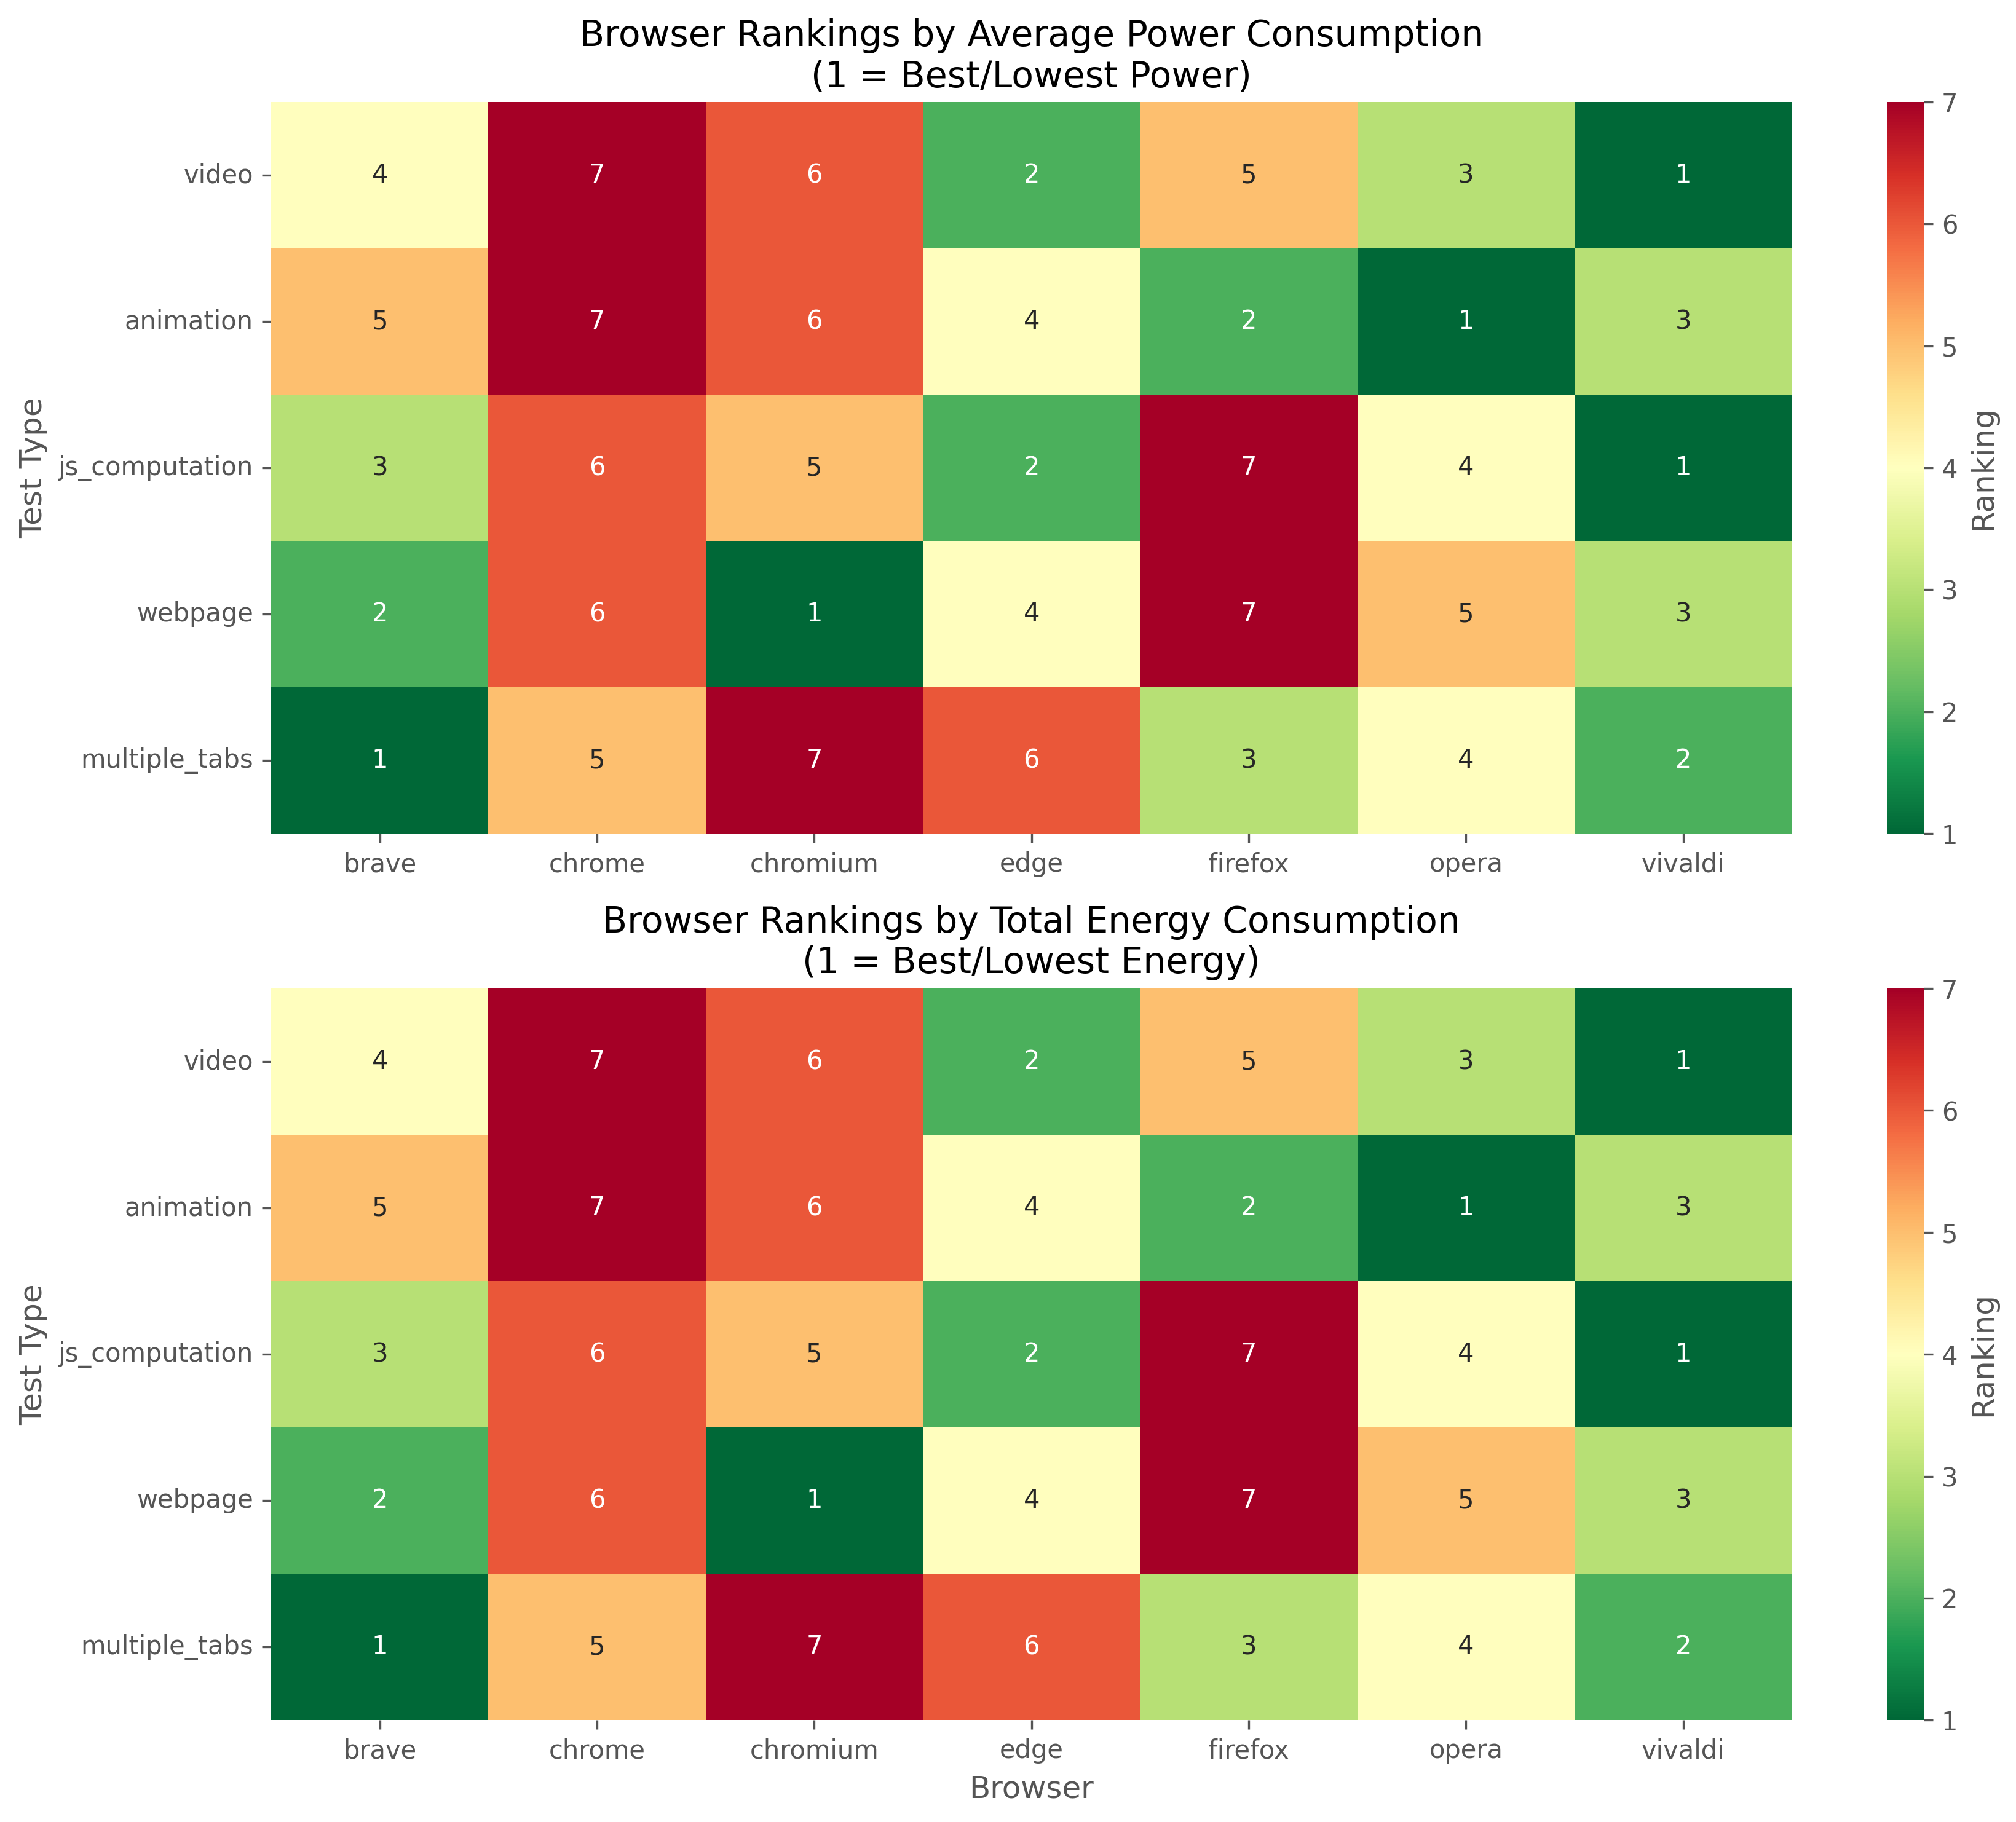 Browser Rankings by Average Power Consumption
(1 = Best/Lowest Power)
Test Type
video 4 7 6 2 5 3 1
animation 5 7 6 4 2 1 3
js_computation 3 6 5 2 7 4 1
webpage 2 6 1 4 7 5 3
multiple_tabs 1 5 7 6 3 4 2
brave chrome chromium edge firefox opera vivaldi
7
6
5
4
3
2
1
Ranking
Browser Rankings by Total Energy Consumption
(1 = Best/Lowest Energy)
Test Type
video 4 7 6 2 5 3 1
animation 5 7 6 4 2 1 3
js_computation 3 6 5 2 7 4 1
webpage 2 6 1 4 7 5 3
multiple_tabs 1 5 7 6 3 4 2
brave chrome chromium edge firefox opera vivaldi
Browser
7
6
5
4
3
2
1
Ranking